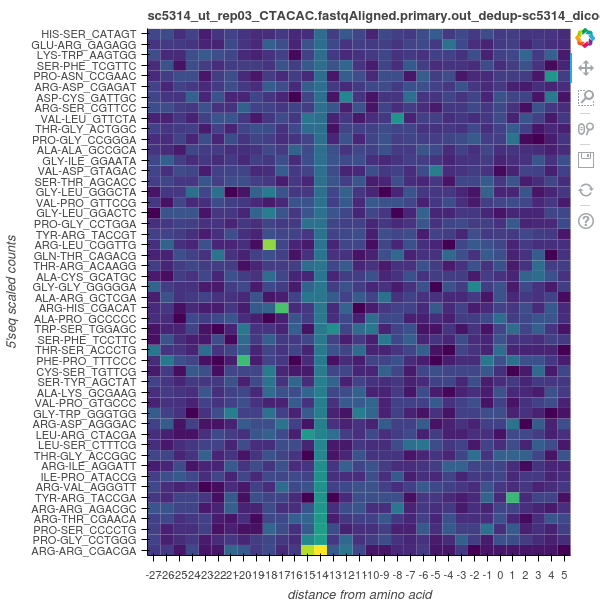 sc5314_ut_rep03_CTACAC.fastqAligned.primary.out_dedup-sc5314_dico
HIS-SER_CATAGT
GLU-ARG_GAGAGG
LYS-TRP_AAGTGG
SER-PHE_TCGTTC
PRO-ASN_CCGAAC
ARG-ASP_CGAGAT
ASP-CYS_GATTGC
ARG-SER_CGTTCC
VAL-LEU_GTTCTA
THR-GLY_ACTGGC
PRO-GLY_CCGGGA
ALA-ALA_GCCGCA
GLY-ILE_GGAATA
VAL-ASP_GTAGAC
SER-THR_AGCACC
GLY-LEU_GGGCTA
VAL-PRO_GTTCCG
GLY-LEU_GGACTC
PRO-GLY_CCTGGA
TYR-ARG_TACCGT
ARG-LEU_CGGTTG
GLN-THR_CAGACG
THR-ARG_ACAAGG
ALA-CYS_GCATGC
GLY-GLY_GGGGGA
ALA-ARG_GCTCGA
ARG-HIS_CGACAT
ALA-PRO_GCCCCC
TRP-SER_TGGAGC
SER-PHE_TCCTTC
THR-SER_ACCCTG
PHE-PRO_TTTCCC
CYS-SER_TGTTCG
SER-TYR_AGCTAT
ALA-LYS_GCGAAG
VAL-PRO_GTGCCC
GLY-TRP_GGGTGG
ARG-ASP_AGGGAC
LEU-ARG_CTACGA
LEU-SER_CTTTCG
THR-GLY_ACCGGC
ARG-ILE_AGGATT
ILE-PRO_ATACCG
ARG-VAL_AGGGTT
TYR-ARG_TACCGA
ARG-ARG_AGACGC
ARG-THR_CGAACA
PRO-SER_CCCCTG
PRO-GLY_CCTGGG
ARG-ARG_CGACGA
5'seq scaled counts
-27 26 25 24 23 22 21 20 19 18 17 16 15 14 13 12 11 10 -9 -8 -7 -6 -5 -4 -3 -2 -1 0 1 2 3 4 5
distance from amino acid